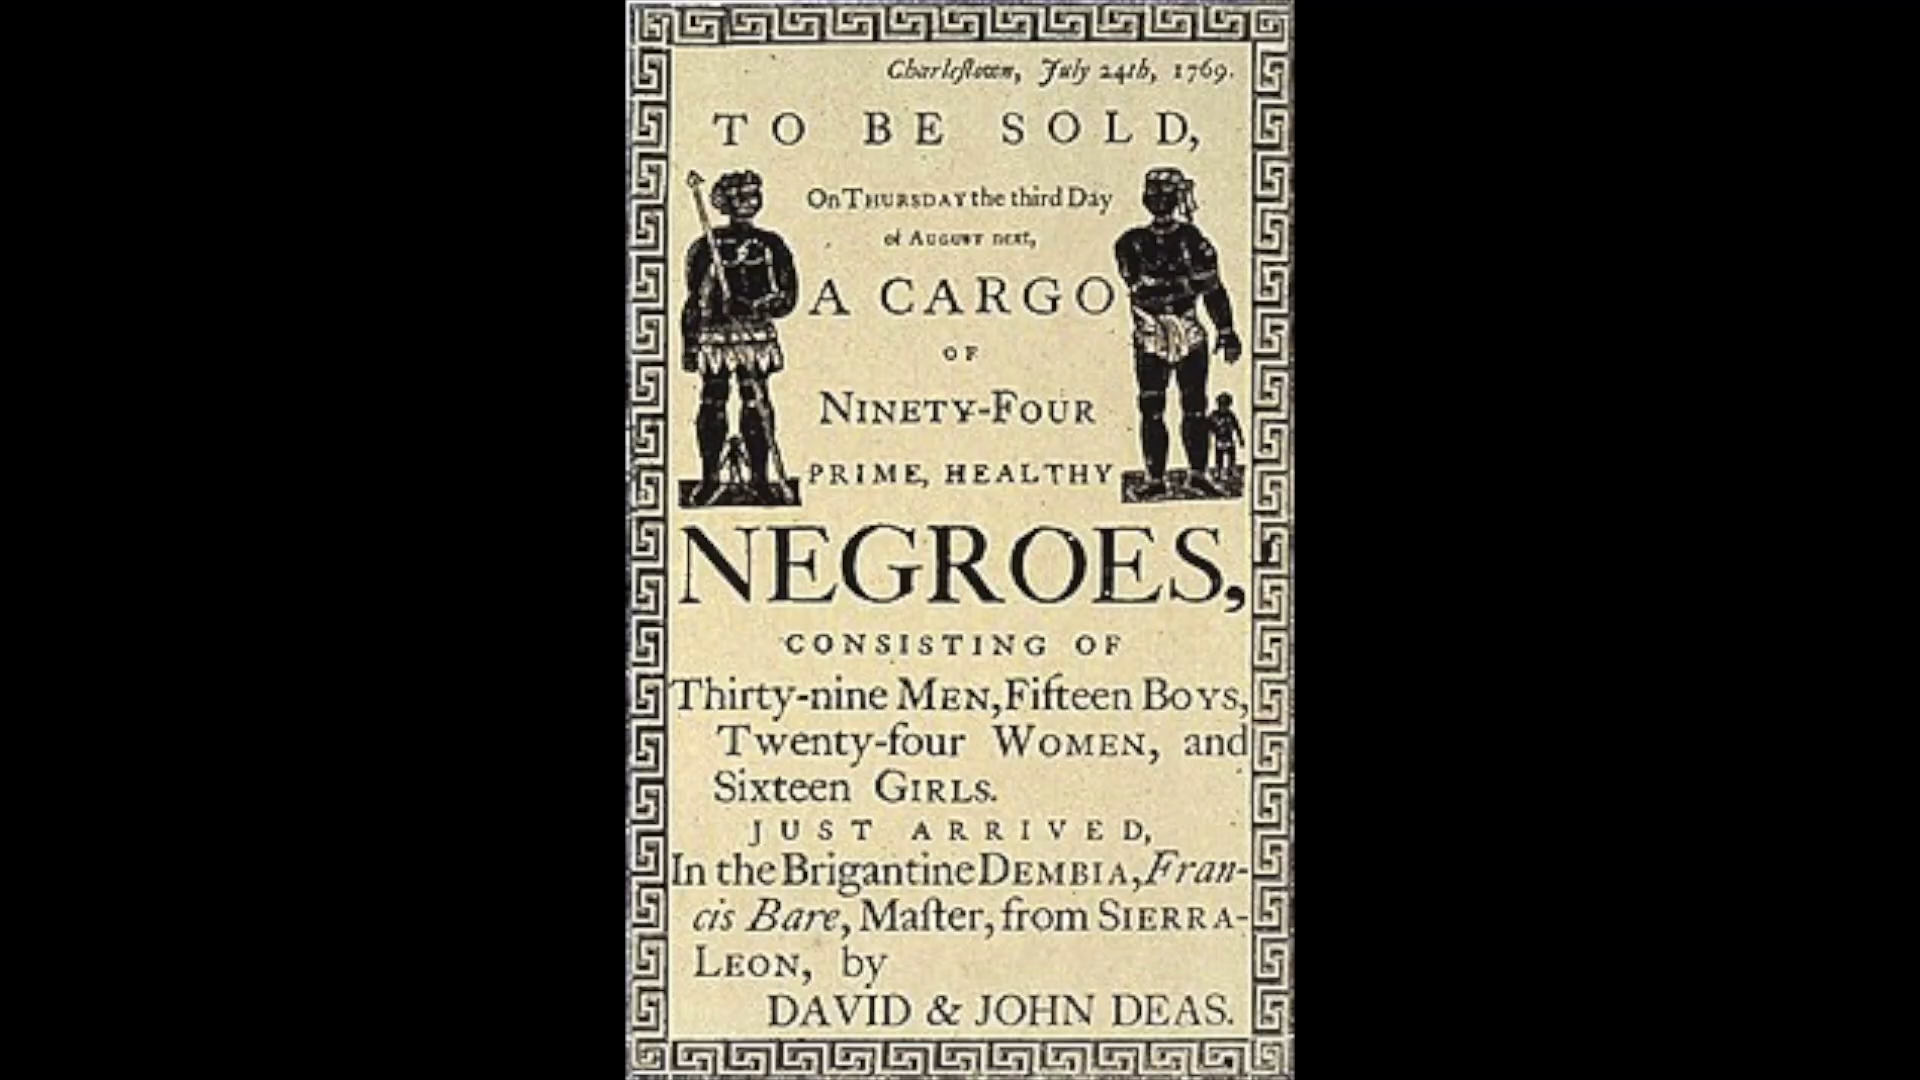 Charleſtown, July 24th, 1769.
TO BE SOLD,
On THURSDAY the third Day
of AUGUST next,
A CARGO
OF
NINETY-FOUR
PRIME, HEALTHY
NEGROES,
CONSISTING OF
Thirty-nine MEN, Fifteen BOYS,
Twenty-four WOMEN, and
Sixteen GIRLS.
JUST ARRIVED,
In the Brigantine DEMBIA, Fran-
cis Bare, Maſter, from SIERRA-
LEON, by
DAVID & JOHN DEAS.